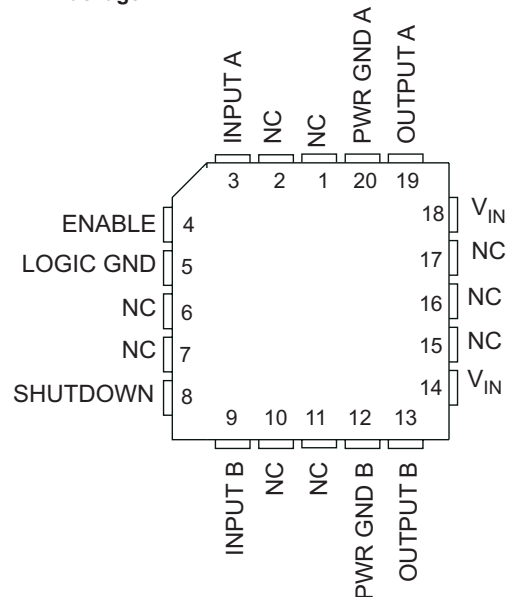 INPUT A
NC
NC
PWR GND A
OUTPUT A
3
2
1
20
19
ENABLE 4
LOGIC GND 5
NC 6
NC 7
SHUTDOWN 8
18 VIN
17 NC
16 NC
15 NC
14 VIN
9
10
11
12
13
INPUT B
NC
NC
PWR GND B
OUTPUT B